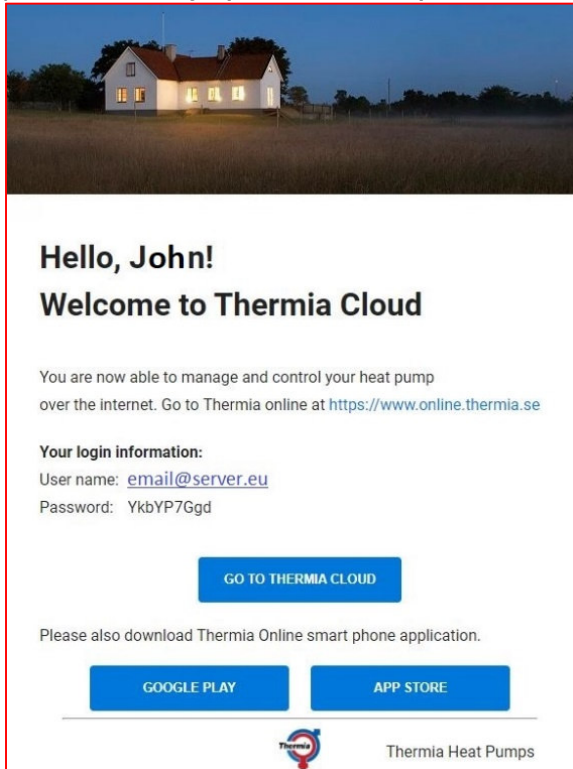 Hello, John!
Welcome to Thermia Cloud
You are now able to manage and control your heat pump
over the internet. Go to Thermia online at https://www.online.thermia.se
Your login information:
User name: email@server.eu
Password: YkbYP7Ggd
GO TO THERMIA CLOUD
Please also download Thermia Online smart phone application.
GOOGLE PLAY
APP STORE
Thermia
Thermia Heat Pumps